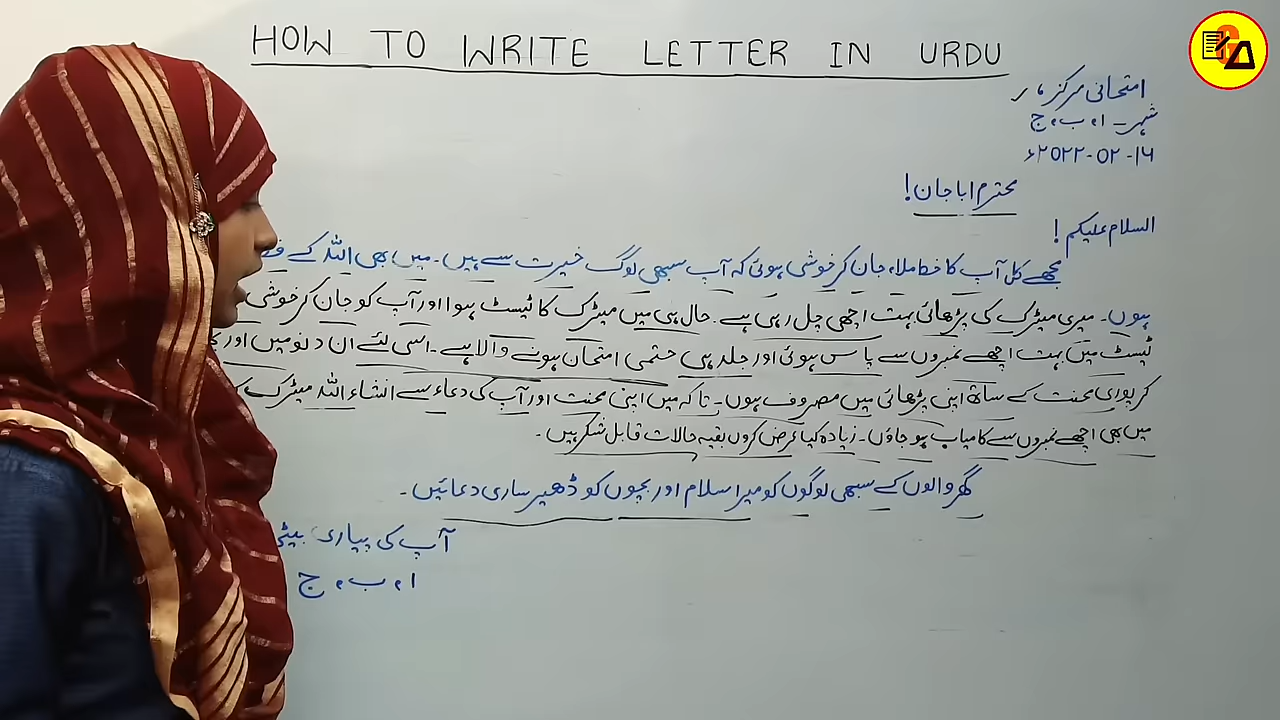 HOW TO WRITE LETTER IN URDU
امتحانی مرکز،
شہر۔ ا، ب، ج
۱۶-۰۲-۲۰۲۲ء
محترم ابا جان!
السلام علیکم!
مجھے کل آپ کا خط ملا، جان کر خوشی ہوئی کہ آپ سبھی لوگ خیرت سے ہیں۔ میں بھی اللہ کے
ہوں۔ میری میٹرک کی پڑھائی بہت اچھی چل رہی ہے۔ حال ہی میں میٹرک کا ٹیسٹ ہوا اور آپ کو جان کر خوشی
ٹیسٹ میں بہت اچھے نمبروں سے پاس ہوئی اور جلد ہی حتمی امتحان ہونے والا ہے۔ اسی لئے ان دنوں میں اور
کر پوری محنت کے ساتھ اپنی پڑھائی میں مصروف ہوں۔ تاکہ میں اپنی محنت اور آپ کی دعاء سے انشاء اللہ میٹرک
میں بھی اچھے نمبروں سے کامیاب ہو جاؤں۔ زیادہ کیا عرض کروں بقیہ حالات قابل شکر ہیں۔
گھر والوں کے سبھی لوگوں کو میرا سلام اور بچوں کو ڈھیر ساری دعائیں۔
آپ کی پیاری بیٹی
ا، ب، ج